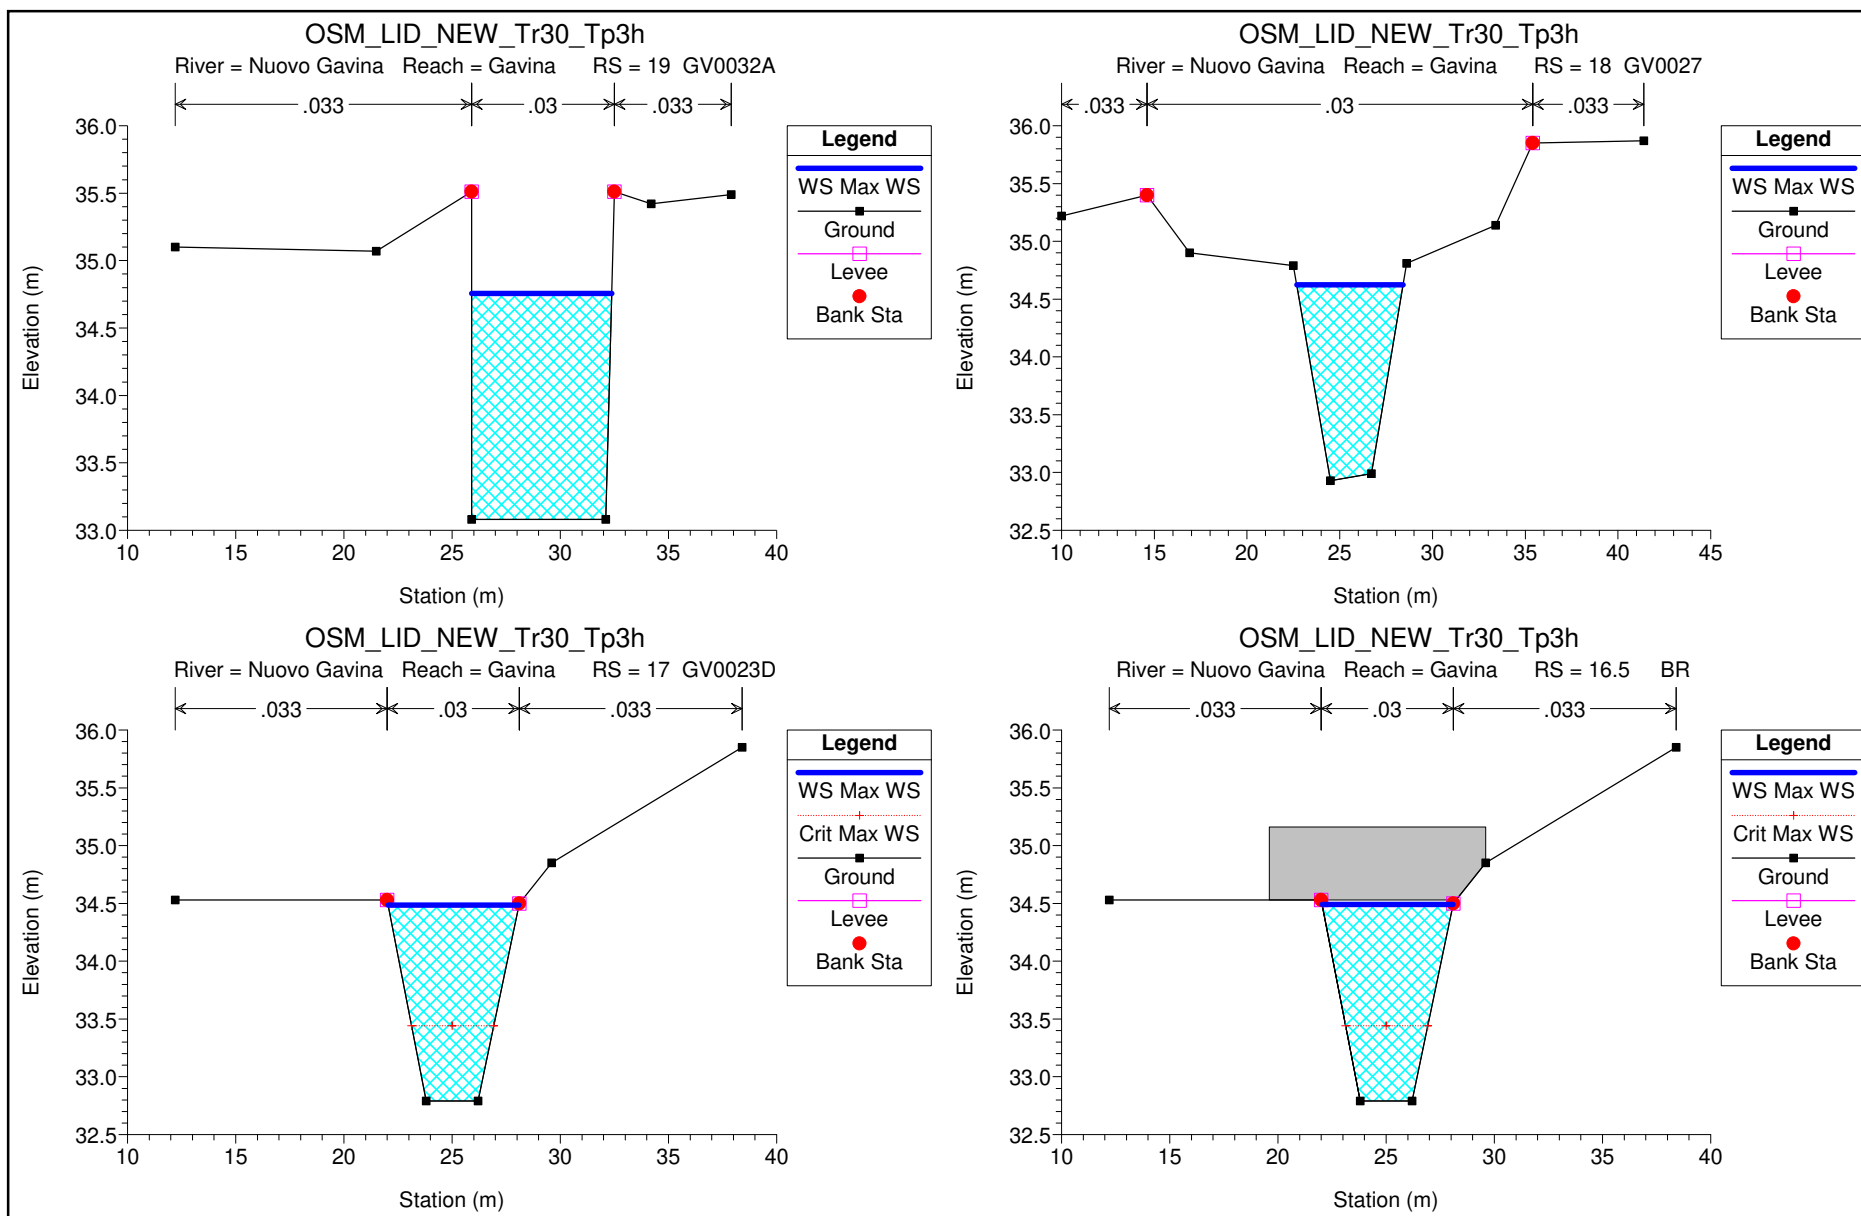 OSM_LID_NEW_Tr30_Tp3h
River = Nuovo Gavina Reach = Gavina RS = 19 GV0032A
.033 .03 .033
36.0
35.5
35.0
34.5
34.0
33.5
33.0
10 15 20 25 30 35 40
Elevation (m)
Station (m)
Legend
WS Max WS
Ground
Levee
Bank Sta
OSM_LID_NEW_Tr30_Tp3h
River = Nuovo Gavina Reach = Gavina RS = 18 GV0027
.033 .03 .033
36.0
35.5
35.0
34.5
34.0
33.5
33.0
32.5
10 15 20 25 30 35 40 45
Elevation (m)
Station (m)
Legend
WS Max WS
Ground
Levee
Bank Sta
OSM_LID_NEW_Tr30_Tp3h
River = Nuovo Gavina Reach = Gavina RS = 17 GV0023D
.033 .03 .033
36.0
35.5
35.0
34.5
34.0
33.5
33.0
32.5
10 15 20 25 30 35 40
Elevation (m)
Station (m)
Legend
WS Max WS
Crit Max WS
Ground
Levee
Bank Sta
OSM_LID_NEW_Tr30_Tp3h
River = Nuovo Gavina Reach = Gavina RS = 16.5 BR
.033 .03 .033
36.0
35.5
35.0
34.5
34.0
33.5
33.0
32.5
10 15 20 25 30 35 40
Elevation (m)
Station (m)
Legend
WS Max WS
Crit Max WS
Ground
Levee
Bank Sta